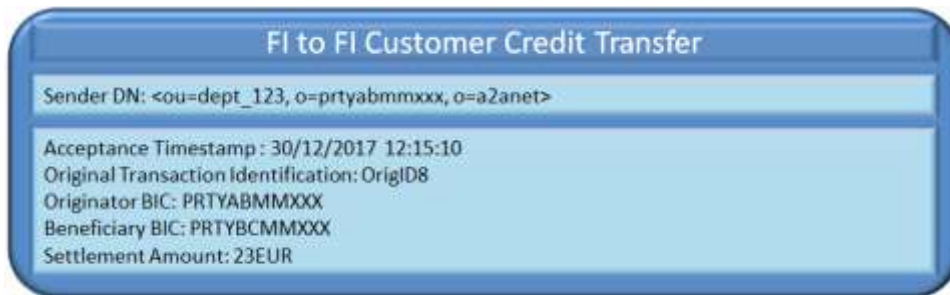 FI to FI Customer Credit Transfer
Sender DN: <ou=dept_123, o=prtyabmmxxx, o=a2anet>
Acceptance Timestamp : 30/12/2017 12:15:10
Original Transaction Identification: OrigID8
Originator BIC: PRTYABMMXXX
Beneficiary BIC: PRTYBCMMXXX
Settlement Amount: 23EUR